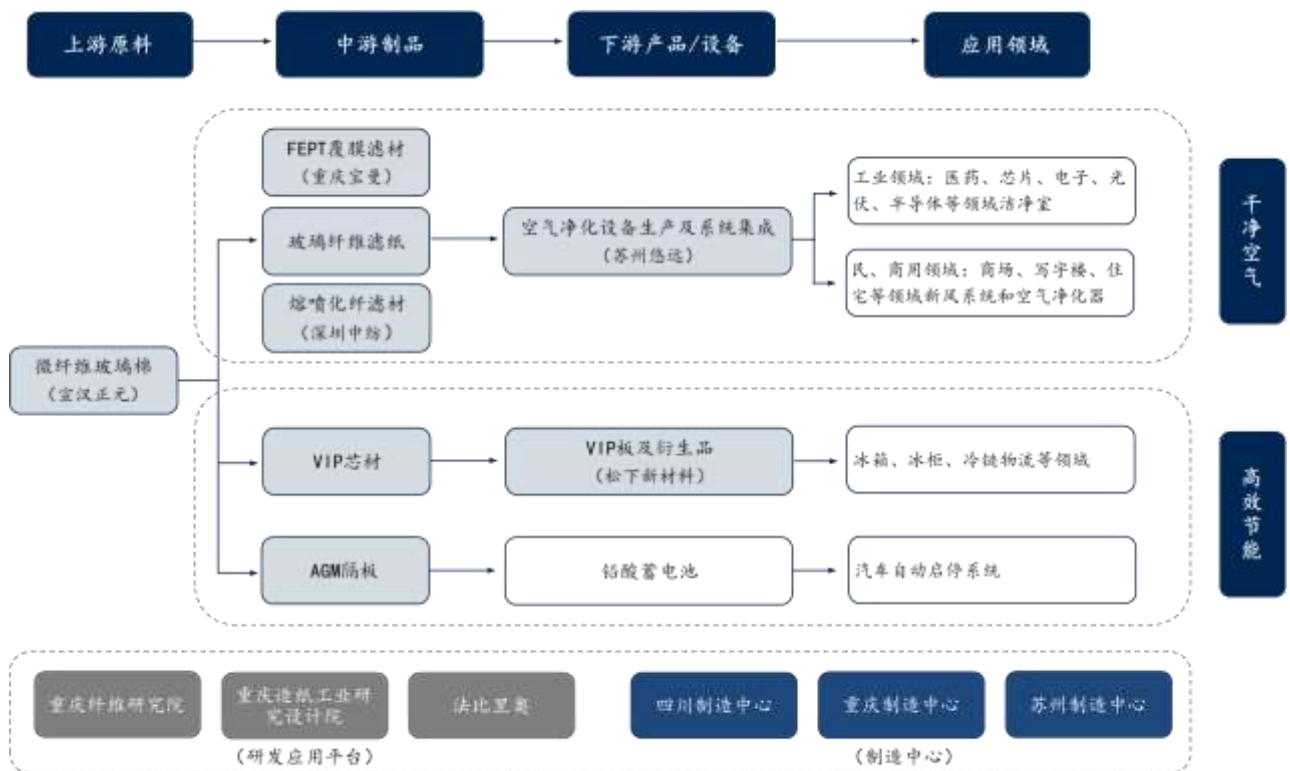 上游原料
中游制品
下游产品/设备
应用领域
FEPT覆膜滤材
(重庆宝曼)
玻璃纤维滤纸
熔喷化纤滤材
(深圳中纺)
空气净化设备生产及系统集成
(苏州悠远)
工业领域：医药、芯片、电子、光
伏、半导体等领域洁净室
民、商用领域：商场、写字楼、住
宅等领域新风系统和空气净化器
干净空气
微纤维玻璃棉
(宣汉正元)
VIP芯材
VIP板及衍生品
(松下新材料)
冰箱、冰柜、冷链物流等领域
AGM隔板
铅酸蓄电池
汽车自动启停系统
高效节能
重庆纤维研究院
重庆造纸工业研
究设计院
法比里奥
(研发应用平台)
四川制造中心
重庆制造中心
苏州制造中心
(制造中心)